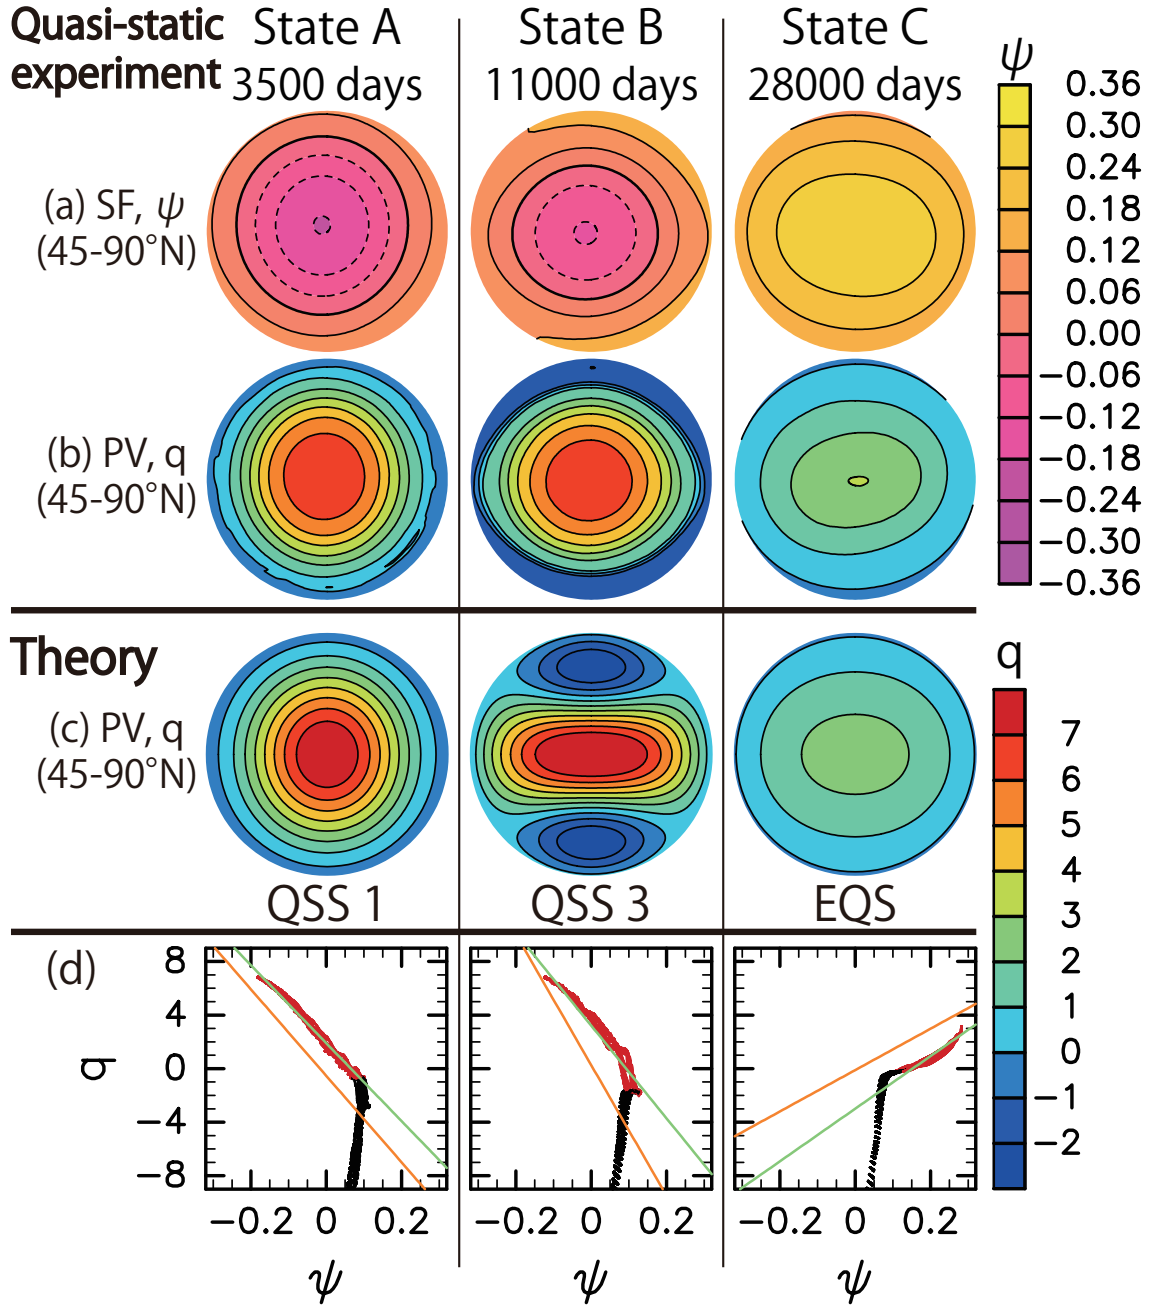 Quasi-static
experiment
State A
3500 days
State B
11000 days
State C
28000 days
ψ
0.36
0.30
0.24
0.18
0.12
0.06
0.00
−0.06
−0.12
−0.18
−0.24
−0.30
−0.36
(a) SF, ψ
(45-90°N)
(b) PV, q
(45-90°N)
Theory
(c) PV, q
(45-90°N)
QSS 1
QSS 3
EQS
q
7
6
5
4
3
2
1
0
−1
−2
(d)
q
8
4
0
−4
−8
−0.2 0 0.2
−0.2 0 0.2
−0.2 0 0.2
ψ
ψ
ψ